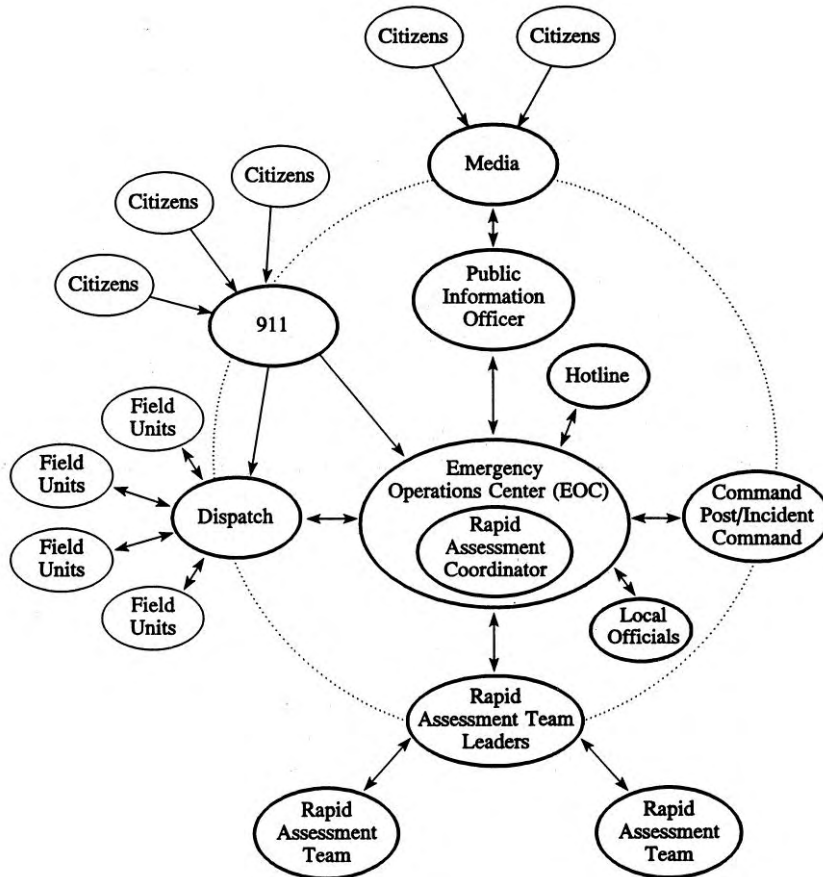 Citizens
Citizens
Media
Citizens
Citizens
Citizens
911
Public
Information
Officer
Hotline
Field
Units
Field
Units
Field
Units
Field
Units
Dispatch
Emergency
Operations Center (EOC)
Rapid
Assessment
Coordinator
Command
Post/Incident
Command
Local
Officials
Rapid
Assessment Team
Leaders
Rapid
Assessment
Team
Rapid
Assessment
Team